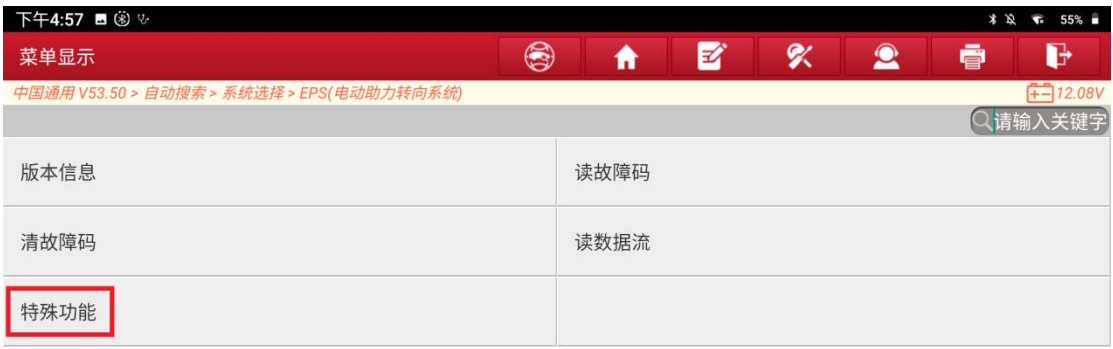 下午4:57 55%
菜单显示
中国通用 V53.50 > 自动搜索 > 系统选择 > EPS(电动助力转向系统) 12.08V
请输入关键字
版本信息 读故障码
清故障码 读数据流
特殊功能